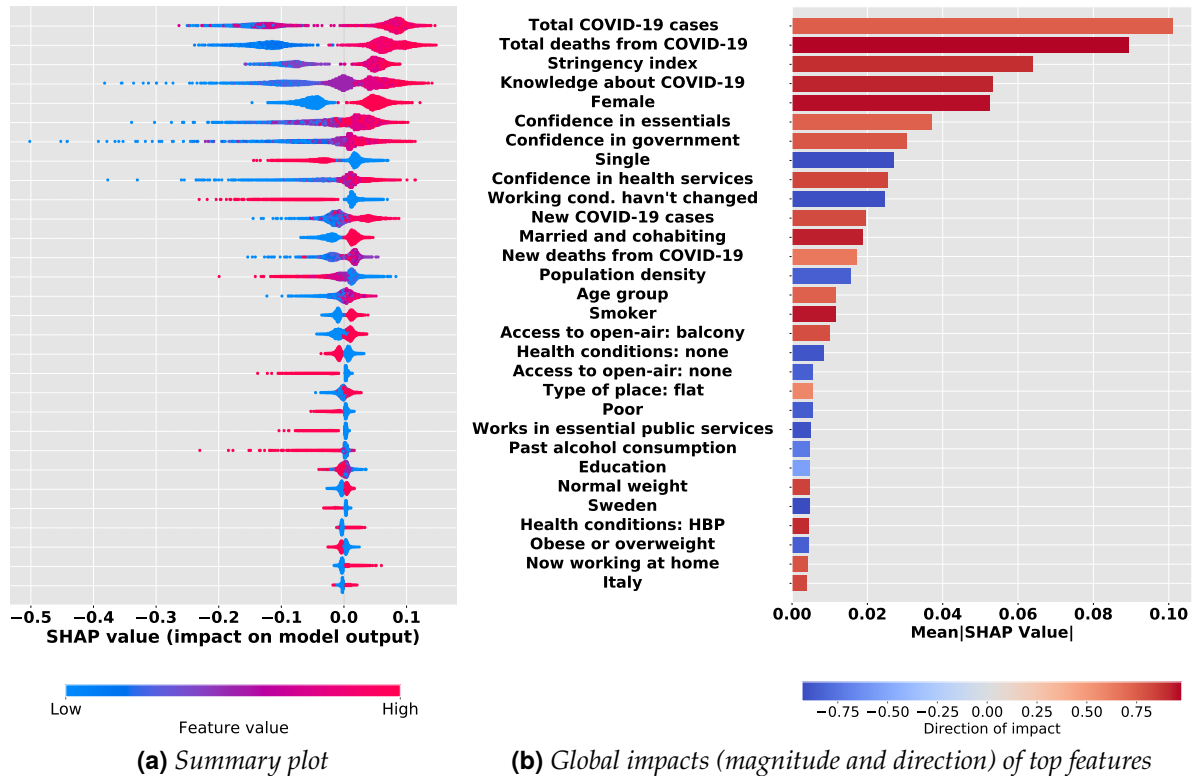 Total COVID-19 cases
Total deaths from COVID-19
Stringency index
Knowledge about COVID-19
Female
Confidence in essentials
Confidence in government
Single
Confidence in health services
Working cond. havn't changed
New COVID-19 cases
Married and cohabiting
New deaths from COVID-19
Population density
Age group
Smoker
Access to open-air: balcony
Health conditions: none
Access to open-air: none
Type of place: flat
Poor
Works in essential public services
Past alcohol consumption
Education
Normal weight
Sweden
Health conditions: HBP
Obese or overweight
Now working at home
Italy
−0.5 −0.4 −0.3 −0.2 −0.1 0.0 0.1
SHAP value (impact on model output)
0.00 0.02 0.04 0.06 0.08 0.10
Mean|SHAP Value|
Low High
Feature value
−0.75 −0.50 −0.25 0.00 0.25 0.50 0.75
Direction of impact
(a) Summary plot
(b) Global impacts (magnitude and direction) of top features